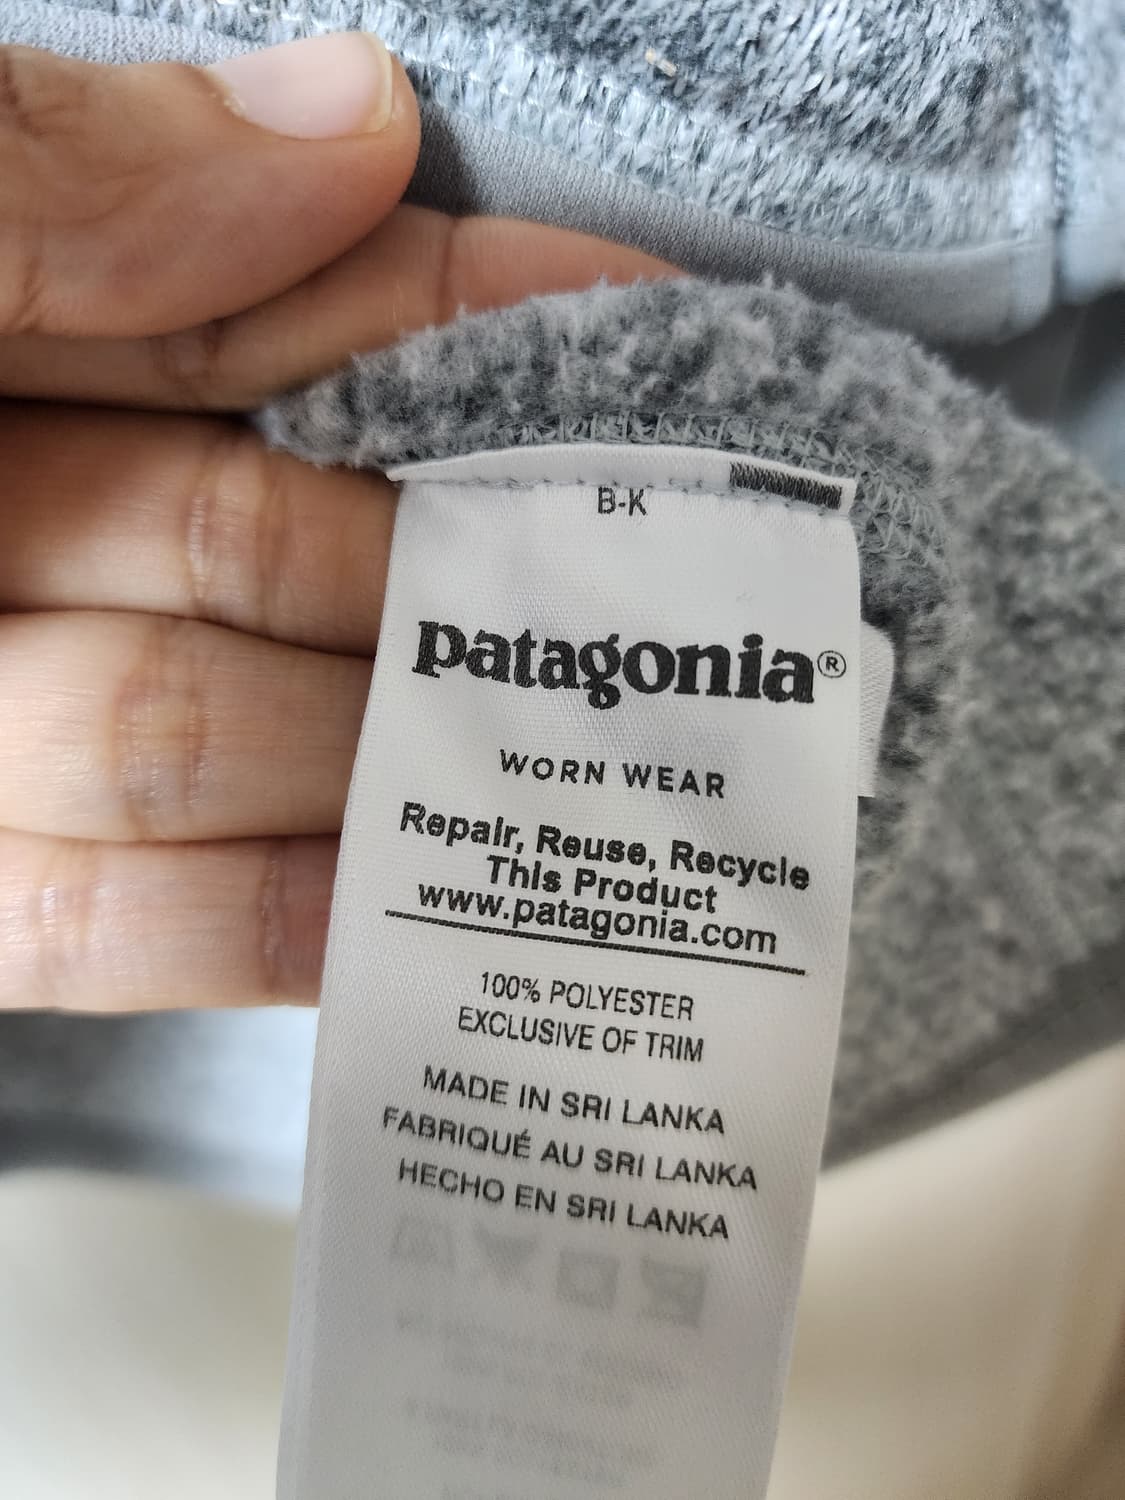 B-K
patagonia®
WORN WEAR
Repair, Reuse, Recycle
This Product
www.patagonia.com
100% POLYESTER
EXCLUSIVE OF TRIM
MADE IN SRI LANKA
FABRIQUÉ AU SRI LANKA
HECHO EN SRI LANKA